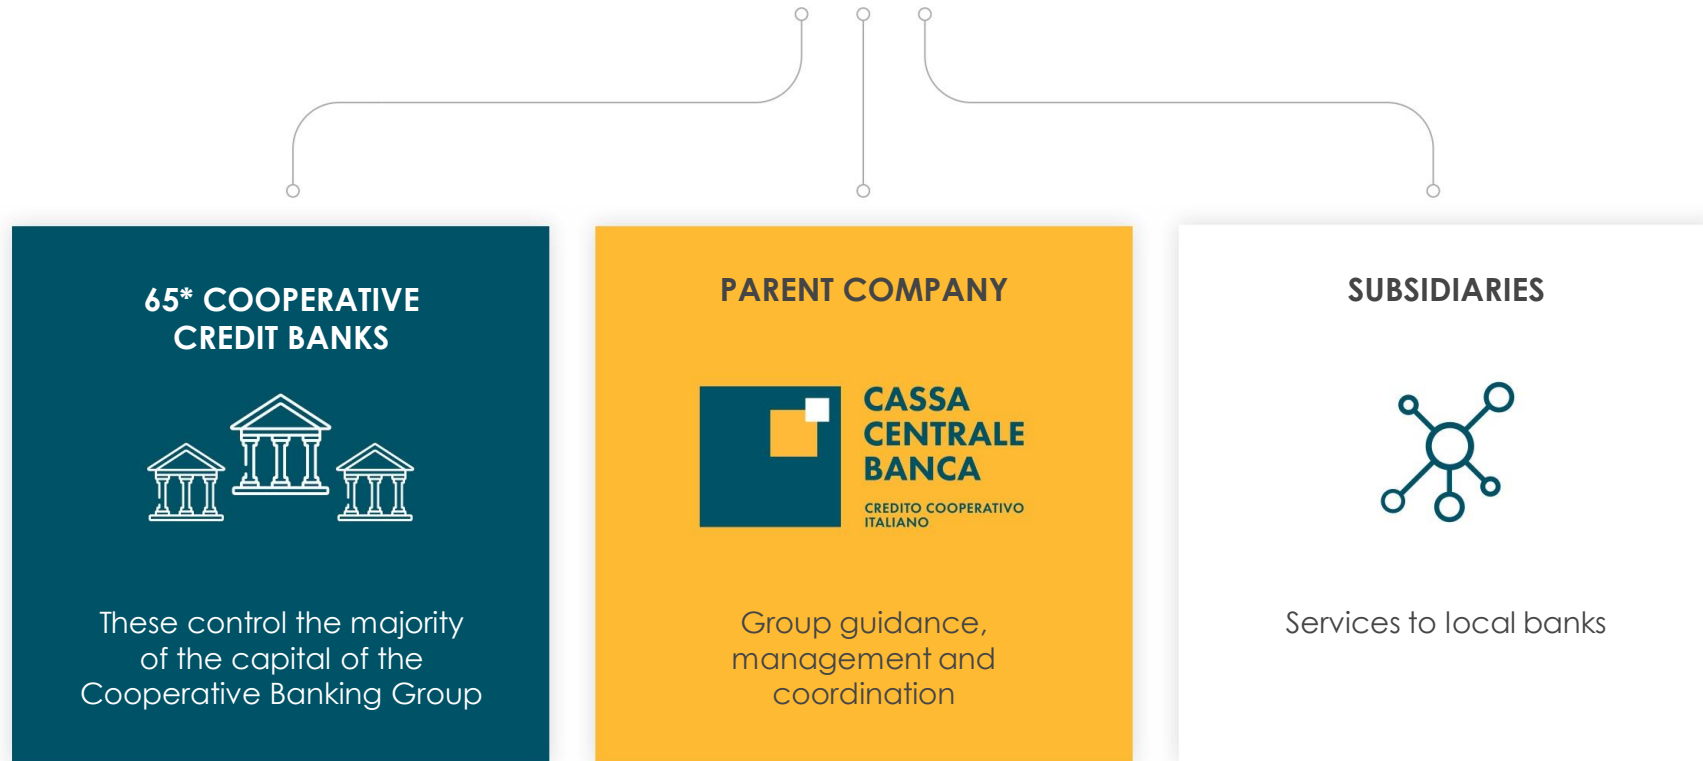 65* COOPERATIVE
CREDIT BANKS
These control the majority
of the capital of the
Cooperative Banking Group
PARENT COMPANY
CASSA
CENTRALE
BANCA
CREDITO COOPERATIVO
ITALIANO
Group guidance,
management and
coordination
SUBSIDIARIES
Services to local banks